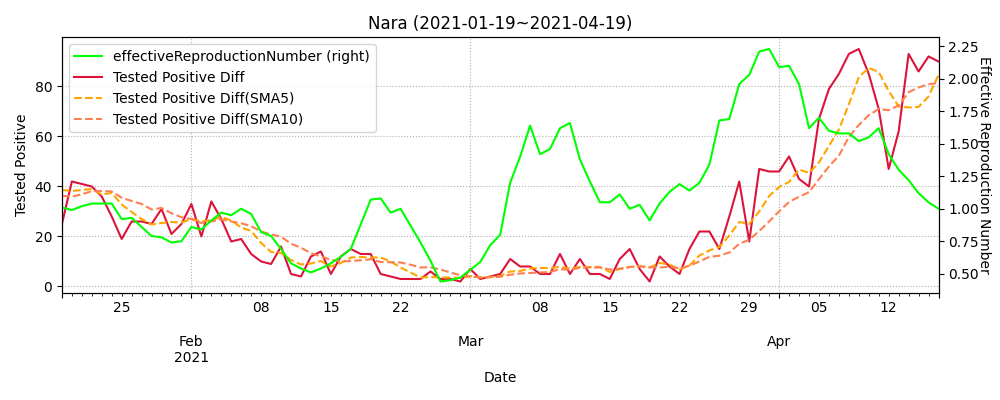 Nara (2021-01-19~2021-04-19)
effectiveReproductionNumber (right)
Tested Positive Diff
Tested Positive Diff(SMA5)
Tested Positive Diff(SMA10)
Tested Positive
80
60
40
20
0
2.25
2.00
1.75
1.50
1.25
1.00
0.75
0.50
Effective Reproduction Number
25 08 15 22 08 15 22 29 05 12
Feb Mar Apr
2021
Date